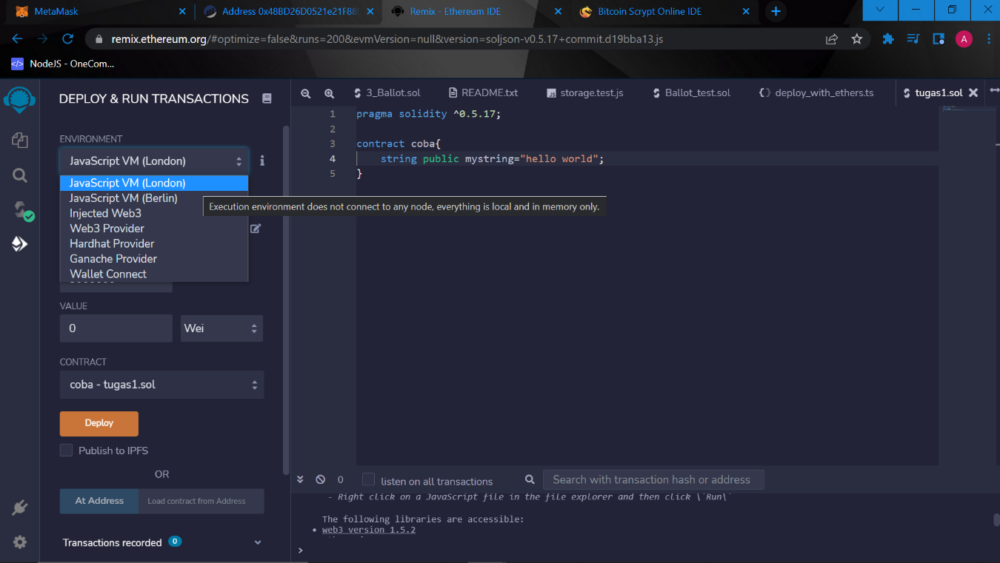 MetaMask
Address 0x48BD26D0521e21F88
Remix - Ethereum IDE
Bitcoin Scrypt Online IDE
remix.ethereum.org/#optimize=false&runs=200&evmVersion=null&version=soljson-v0.5.17+commit.d19bba13.js
A
</> NodeJS - OneCom...
DEPLOY & RUN TRANSACTIONS
ENVIRONMENT
JavaScript VM (London)
JavaScript VM (London)
JavaScript VM (Berlin)
Injected Web3
Web3 Provider
Hardhat Provider
Ganache Provider
Wallet Connect
Execution environment does not connect to any node, everything is local and in memory only.
VALUE
0
Wei
CONTRACT
coba - tugas1.sol
Deploy
Publish to IPFS
OR
At Address
Load contract from Address
Transactions recorded 0
3_Ballot.sol
README.txt
storage.test.js
Ballot_test.sol
deploy_with_ethers.ts
tugas1.sol
1 pragma solidity ^0.5.17;
2
3 contract coba{
4 string public mystring="hello world";
5 }
0
listen on all transactions
Search with transaction hash or address
- Right click on a JavaScript file in the file explorer and then click \`Run\`
The following libraries are accessible:
• web3 version 1.5.2
>